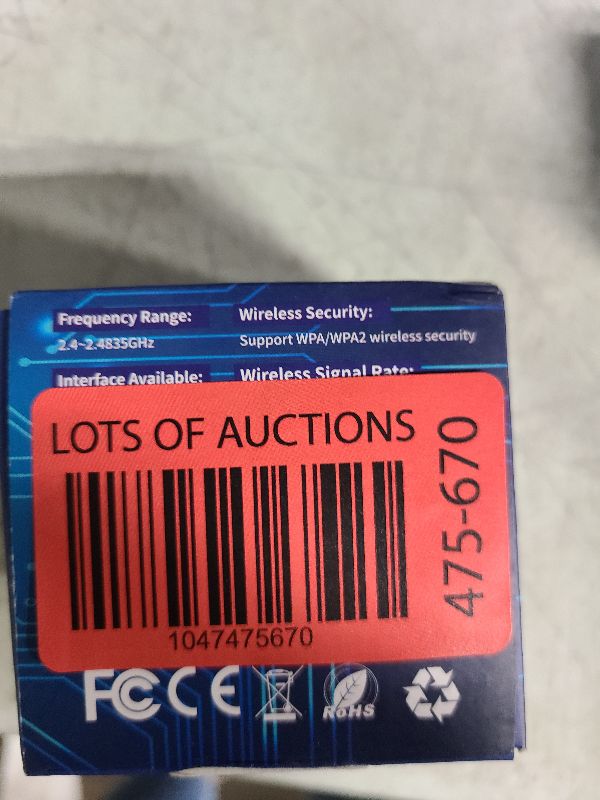 Frequency Range:
Wireless Security:
2.4~2.4835GHz
Support WPA/WPA2 wireless security
Interface Available:
Wireless Signal Rate:
LOTS OF AUCTIONS
475-670
1047475670
FC CE
RoHS